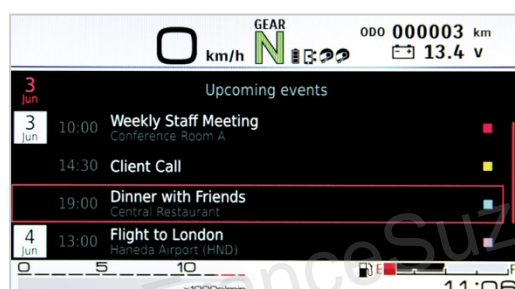 GEAR
0 km/h N
ODO 000003 km
13.4 V
3
Jun
Upcoming events
3
Jun
10:00 Weekly Staff Meeting
Conference Room A
14:30 Client Call
19:00 Dinner with Friends
Central Restaurant
4
Jun
13:00 Flight to London
Haneda Airport (HND)
0 5 10
E F
11:06